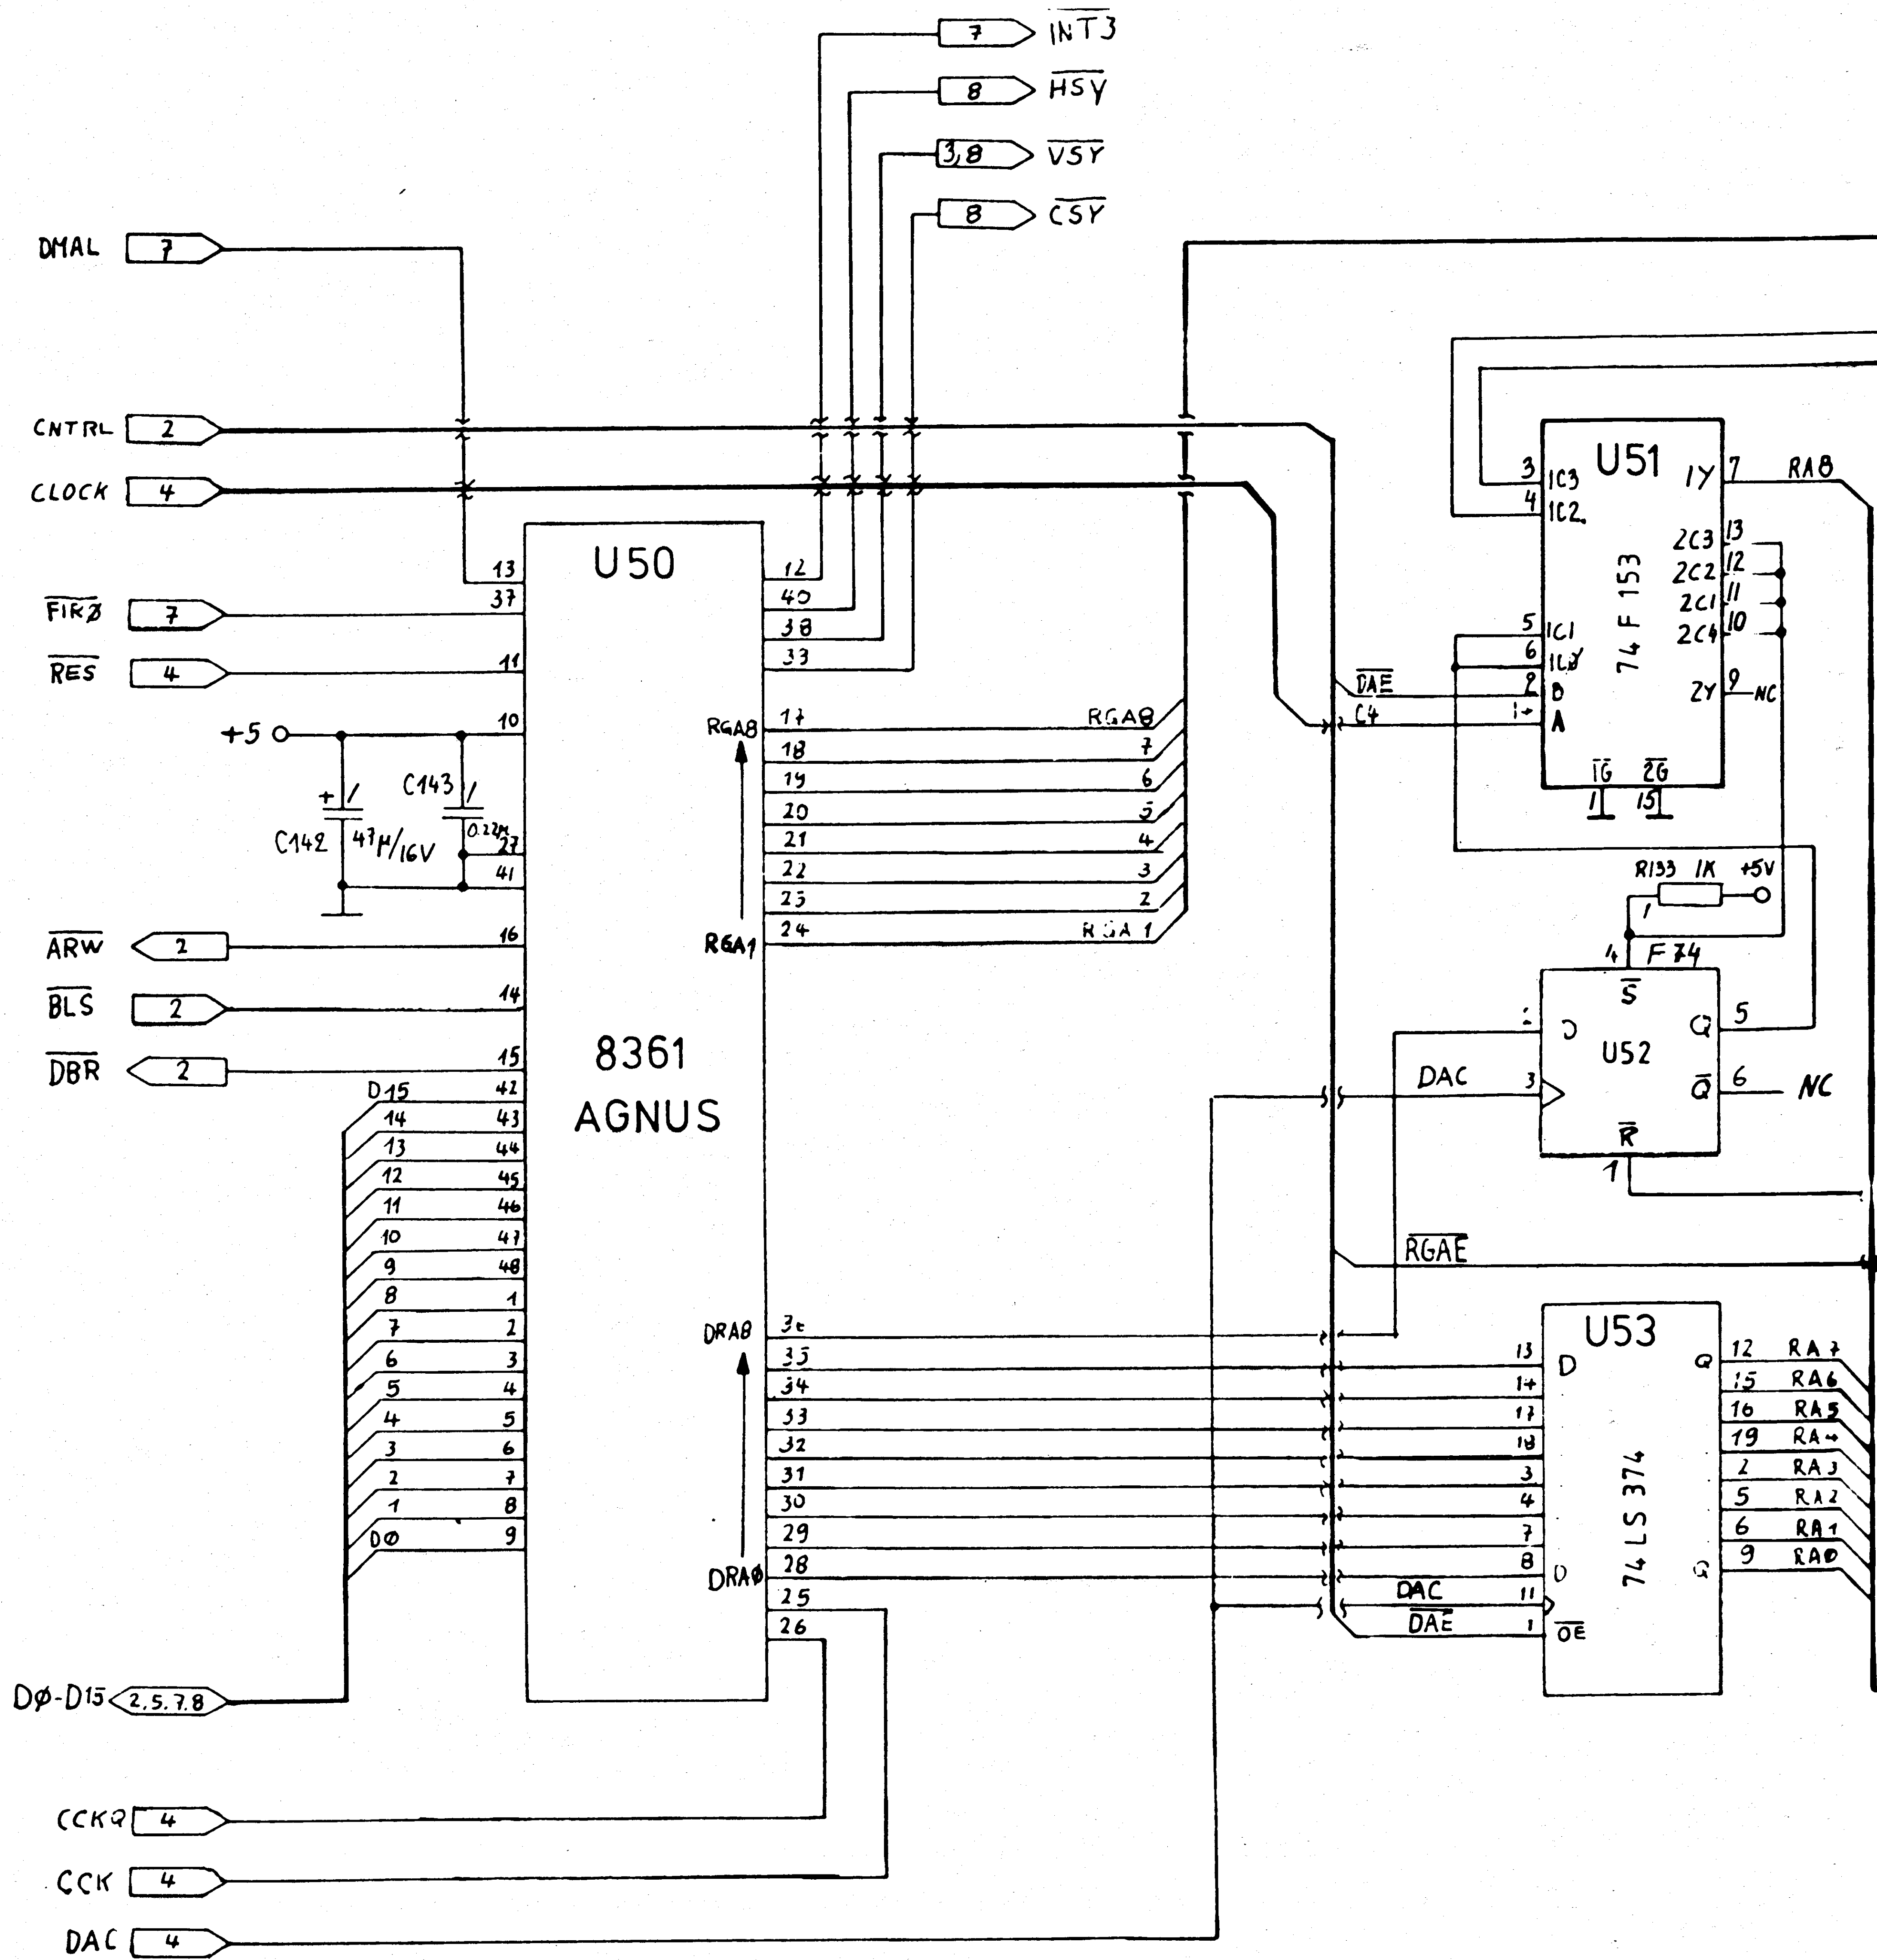 7 INT3
8 HSY
3,8 VSY
8 CSY
DMAL 7
CNTRL 2
CLOCK 4
FIRØ 7
RES 4
+5
C143
0.22µ
C142 47µ/16V
ARW 2
BLS 2
DBR 2
DØ-D15 2.5.7.8
CCKQ 4
CCK 4
DAC 4
U50
8361
AGNUS
13
37
11
10
27
41
16
14
15
D15 42
14 43
13 44
12 45
11 46
10 47
9 48
8 1
7 2
6 3
5 4
4 5
3 6
2 7
1 8
DØ 9
12
40
38
33
RGA8 17 RGA8
18 7
19 6
20 5
21 4
22 3
23 2
RGA1 24 RGA1
DRA8
35
34
33
32
31
30
29
DRAØ 28
25
26
U51
74F153
3 1C3
4 1C2
5 1C1
6 1CØ
DAE 2 B
C4 A
1Y 7 RA8
2C3 13
2C2 12
2C1 11
2C4 10
2Y 9 NC
1G 2G
1 15
R133 1K +5V
1
4 F74
S
D Q 5
U52
DAC 3
Q 6 NC
R
1
RGAE
U53
74LS374
13 D Q 12 RA7
14 15 RA6
17 16 RA5
18 19 RA4
3 2 RA3
4 5 RA2
7 6 RA1
8 D 9 RA0
DAC 11
DAE 1 OE